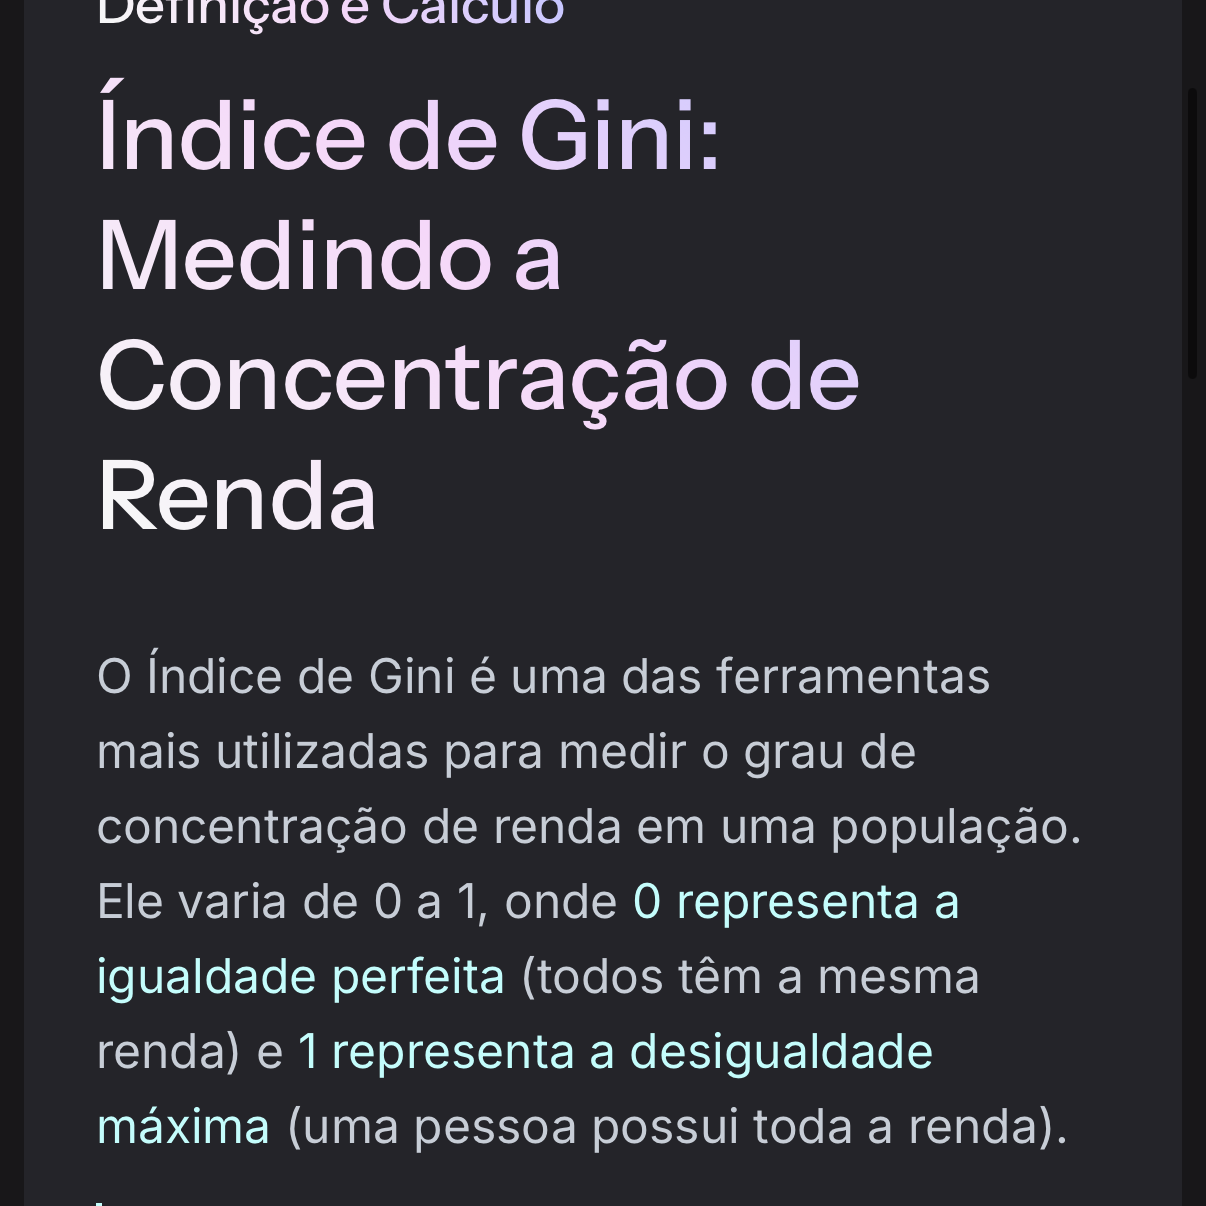 Definição e Cálculo
Índice de Gini:
Medindo a
Concentração de
Renda
O Índice de Gini é uma das ferramentas
mais utilizadas para medir o grau de
concentração de renda em uma população.
Ele varia de 0 a 1, onde 0 representa a
igualdade perfeita (todos têm a mesma
renda) e 1 representa a desigualdade
máxima (uma pessoa possui toda a renda).